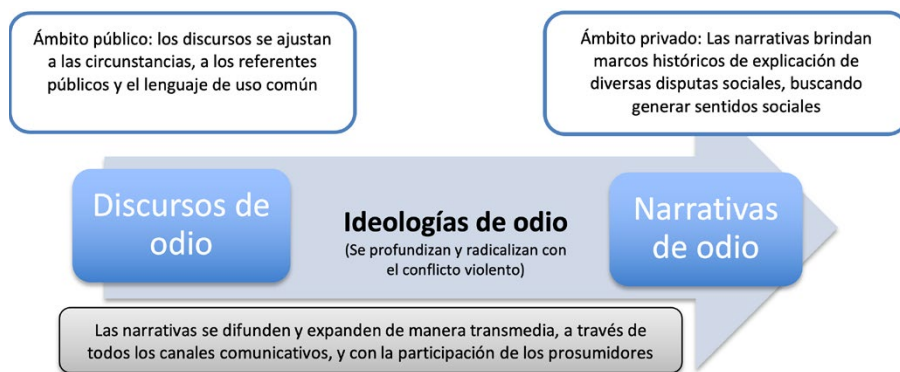 Ámbito público: los discursos se ajustan
a las circunstancias, a los referentes
públicos y el lenguaje de uso común
Ámbito privado: Las narrativas brindan
marcos históricos de explicación de
diversas disputas sociales, buscando
generar sentidos sociales
Discursos de
odio
Ideologías de odio
(Se profundizan y radicalizan con
el conflicto violento)
Narrativas
de odio
Las narrativas se difunden y expanden de manera transmedia, a través de
todos los canales comunicativos, y con la participación de los prosumidores